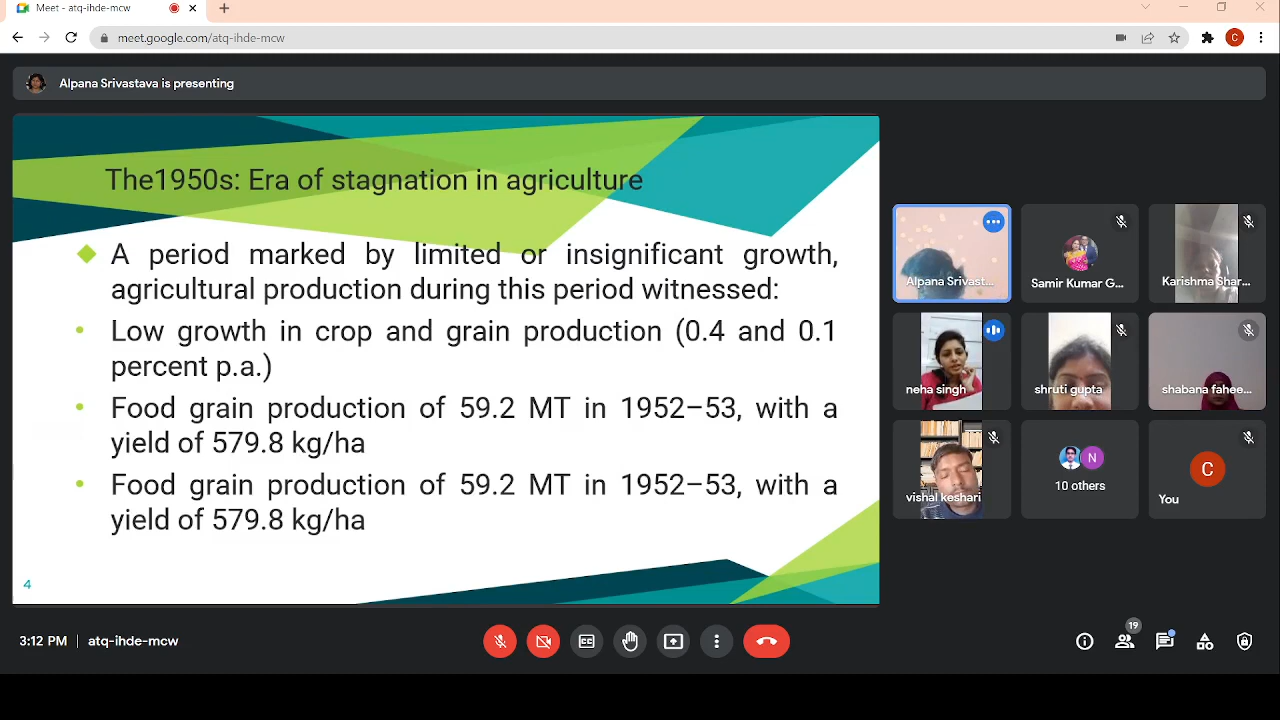 Meet - atq-ihde-mcw
meet.google.com/atq-ihde-mcw
C
Alpana Srivastava is presenting
The1950s: Era of stagnation in agriculture
A period marked by limited or insignificant growth,
agricultural production during this period witnessed:
• Low growth in crop and grain production (0.4 and 0.1
percent p.a.)
• Food grain production of 59.2 MT in 1952–53, with a
yield of 579.8 kg/ha
• Food grain production of 59.2 MT in 1952–53, with a
yield of 579.8 kg/ha
4
Alpana Srivast...
Samir Kumar G...
Karishma Shar...
neha singh
shruti gupta
shabana fahee...
vishal keshari
N
10 others
C
You
3:12 PM | atq-ihde-mcw
CC
19